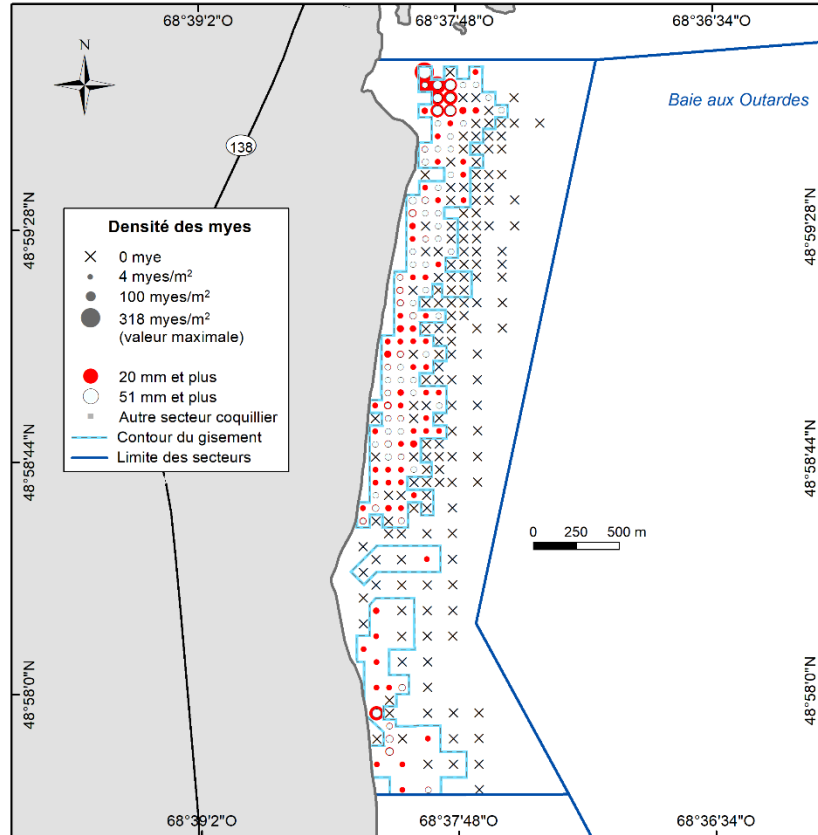 68°39'2"O
68°37'48"O
68°36'34"O
N
Baie aux Outardes
138
48°59'28"N
48°59'28"N
Densité des myes
0 mye
4 myes/m²
100 myes/m²
318 myes/m²
(valeur maximale)
20 mm et plus
51 mm et plus
Autre secteur coquillier
Contour du gisement
Limite des secteurs
48°58'44"N
48°58'44"N
0 250 500 m
48°58'0"N
48°58'0"N
68°39'2"O
68°37'48"O
68°36'34"O